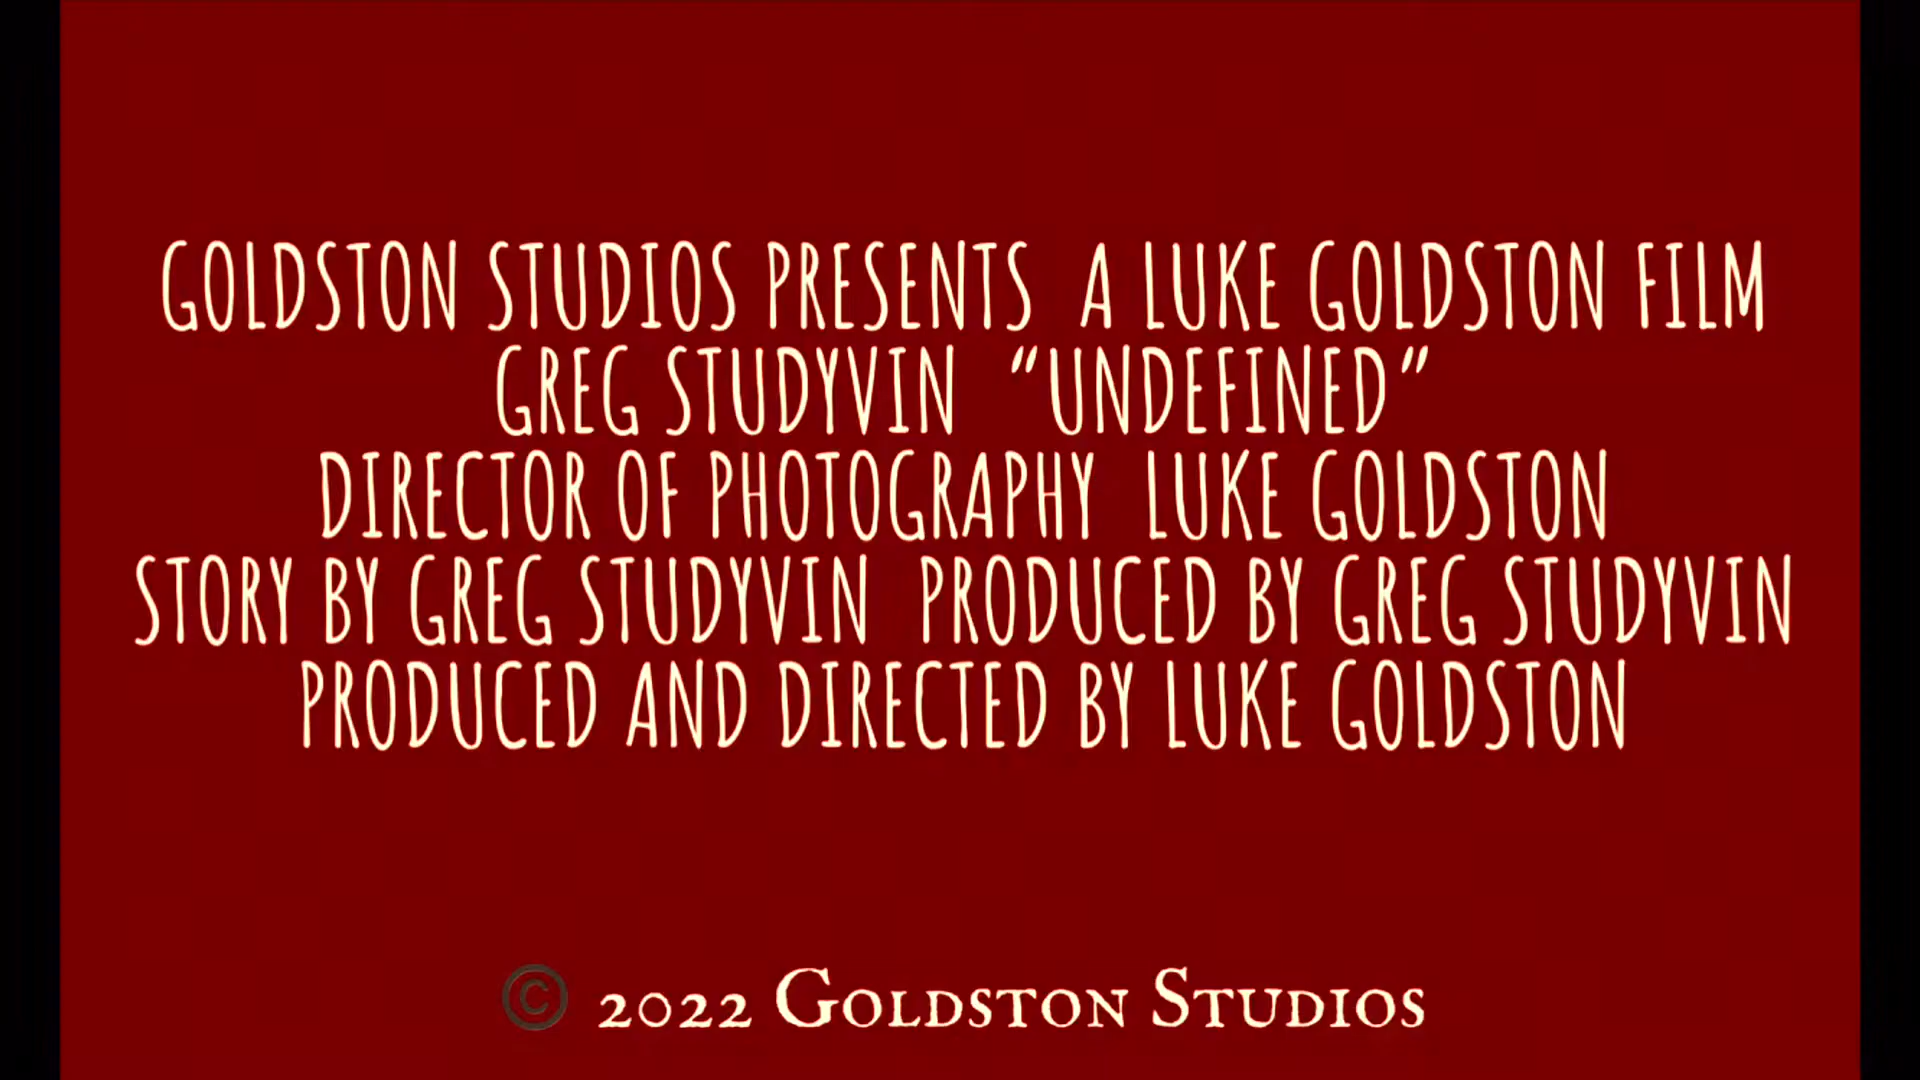 GOLDSTON STUDIOS PRESENTS A LUKE GOLDSTON FILM
GREG STUDYVIN “UNDEFINED”
DIRECTOR OF PHOTOGRAPHY LUKE GOLDSTON
STORY BY GREG STUDYVIN PRODUCED BY GREG STUDYVIN
PRODUCED AND DIRECTED BY LUKE GOLDSTON
© 2022 GOLDSTON STUDIOS